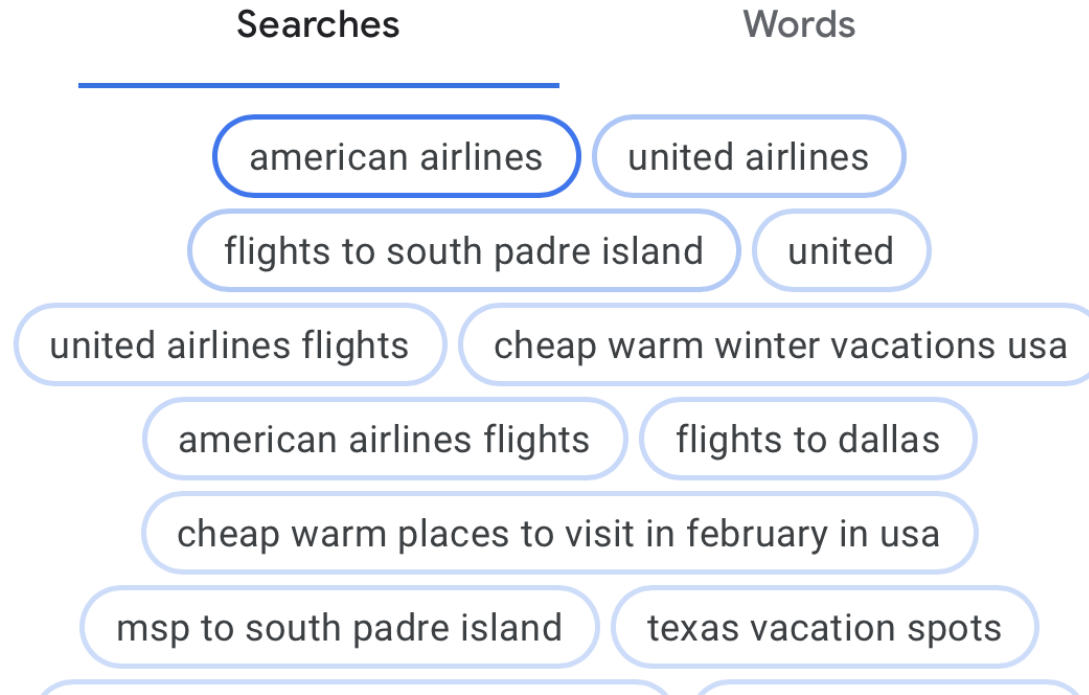 Searches Words
american airlines united airlines
flights to south padre island united
united airlines flights cheap warm winter vacations usa
american airlines flights flights to dallas
cheap warm places to visit in february in usa
msp to south padre island texas vacation spots